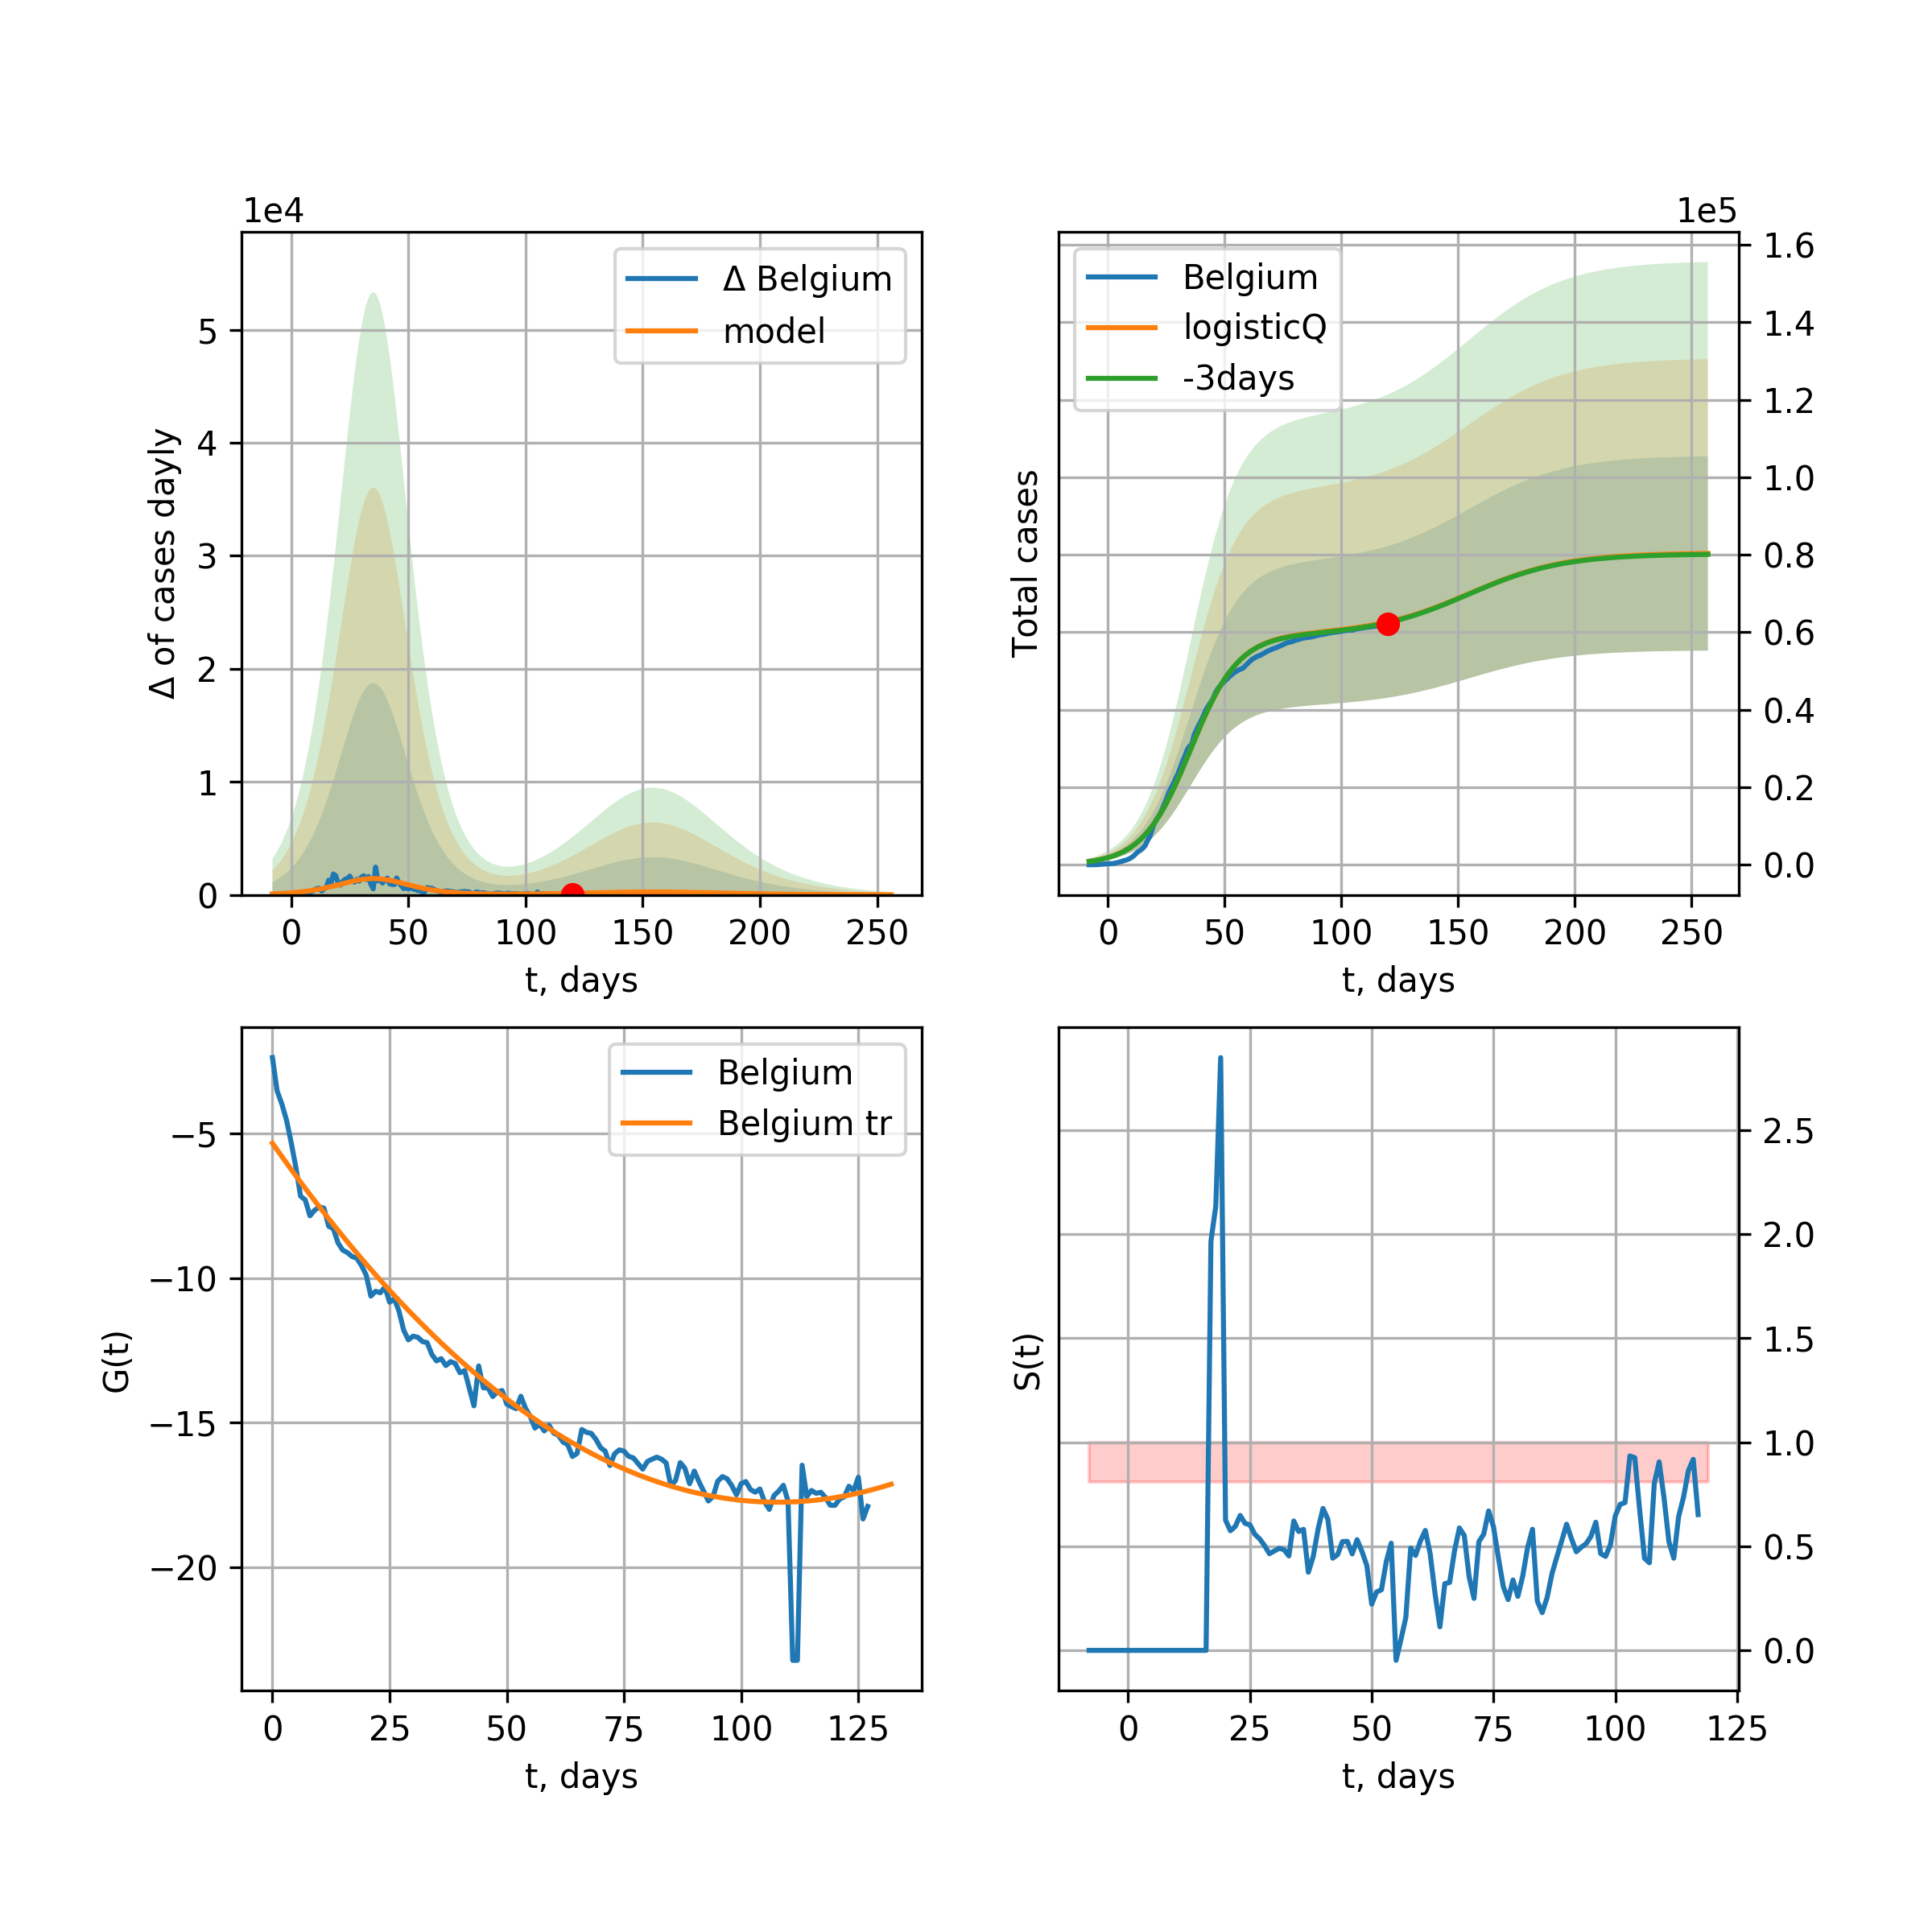 1e4
Δ of cases dayly
5
4
3
2
1
0
Δ Belgium
model
0 50 100 150 200 250
t, days
1e5
Total cases
Belgium
logisticQ
-3days
1.6
1.4
1.2
1.0
0.8
0.6
0.4
0.2
0.0
0 50 100 150 200 250
t, days
G(t)
−5
−10
−15
−20
Belgium
Belgium tr
0 25 50 75 100 125
t, days
S(t)
2.5
2.0
1.5
1.0
0.5
0.0
0 25 50 75 100 125
t, days